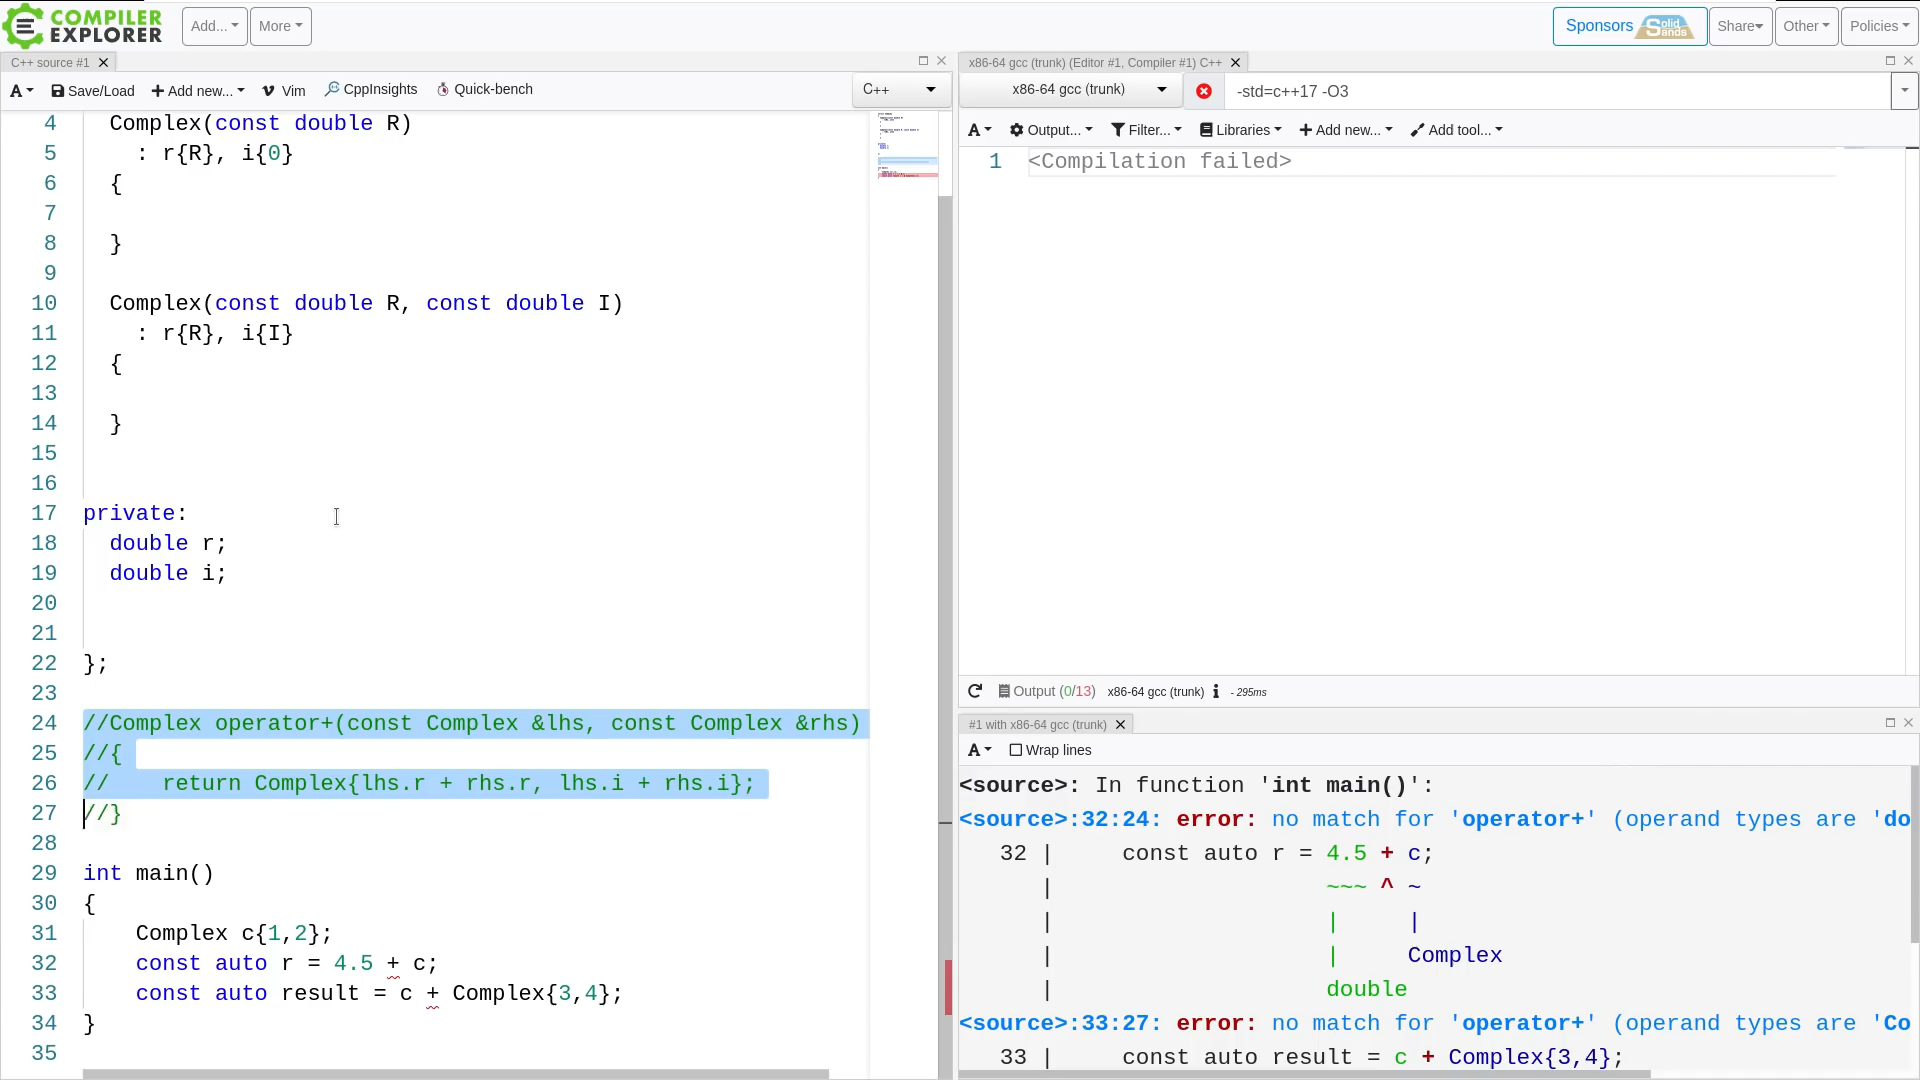 COMPILER
EXPLORER
Add...
More
Sponsors
Solid Sands
Share
Other
Policies
C++ source #1
A
Save/Load
Add new...
Vim
CppInsights
Quick-bench
C++
4 Complex(const double R)
5 : r{R}, i{0}
6 {
7
8 }
9
10 Complex(const double R, const double I)
11 : r{R}, i{I}
12 {
13
14 }
15
16
17 private:
18 double r;
19 double i;
20
21
22 };
23
24 //Complex operator+(const Complex &lhs, const Complex &rhs)
25 //{
26 //    return Complex{lhs.r + rhs.r, lhs.i + rhs.i};
27 //}
28
29 int main()
30 {
31 Complex c{1,2};
32 const auto r = 4.5 + c;
33 const auto result = c + Complex{3,4};
34 }
35
x86-64 gcc (trunk) (Editor #1, Compiler #1) C++
x86-64 gcc (trunk)
-std=c++17 -O3
A
Output...
Filter...
Libraries
Add new...
Add tool...
1 <Compilation failed>
Output (0/13) x86-64 gcc (trunk) i - 295ms
#1 with x86-64 gcc (trunk)
A
Wrap lines
<source>: In function 'int main()':
<source>:32:24: error: no match for 'operator+' (operand types are 'do
32 | const auto r = 4.5 + c;
| ~~~ ^ ~
| | |
| | Complex
| double
<source>:33:27: error: no match for 'operator+' (operand types are 'Co
33 | const auto result = c + Complex{3,4};